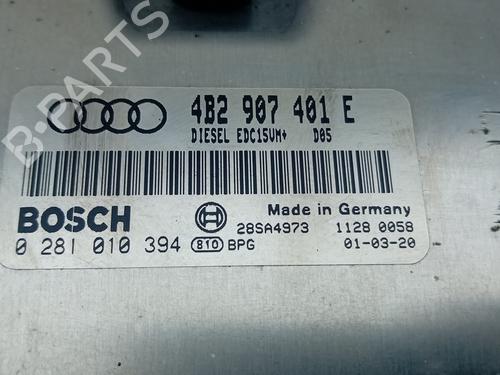 4B2 907 401 E
DIESEL EDC15VM+ D05
BOSCH
Made in Germany
28SA4973 1128 0058
0 281 010 394 810 BPG 01-03-20
B-PARTS